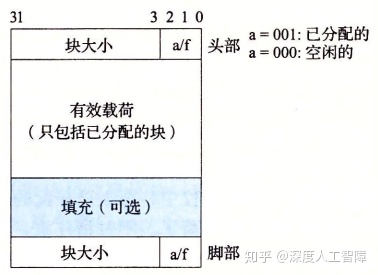 31 3 2 1 0
块大小 a/f 头部 a = 001: 已分配的
a = 000: 空闲的
有效载荷
（只包括已分配的块）
填充（可选）
块大小 a/f 脚部
知乎 @深度人工智障